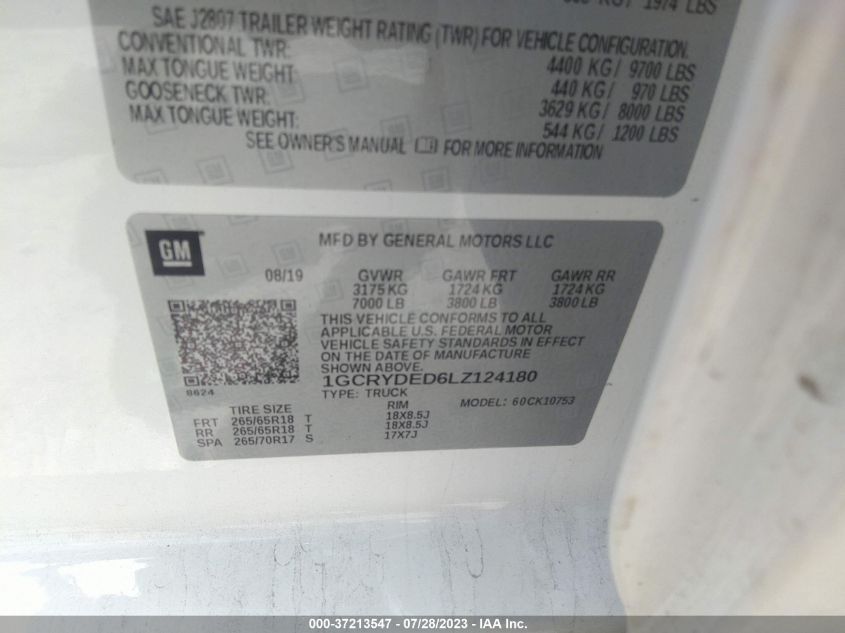 KG / 1974 LBS
SAE J2807 TRAILER WEIGHT RATING (TWR) FOR VEHICLE CONFIGURATION.
CONVENTIONAL TWR: 4400 KG / 9700 LBS
MAX TONGUE WEIGHT: 440 KG / 970 LBS
GOOSENECK TWR: 3629 KG / 8000 LBS
MAX TONGUE WEIGHT: 544 KG / 1200 LBS
SEE OWNER'S MANUAL FOR MORE INFORMATION
GM
MFD BY GENERAL MOTORS LLC
08/19 GVWR GAWR FRT GAWR RR
3175 KG 1724 KG 1724 KG
7000 LB 3800 LB 3800 LB
THIS VEHICLE CONFORMS TO ALL
APPLICABLE U.S. FEDERAL MOTOR
VEHICLE SAFETY STANDARDS IN EFFECT
ON THE DATE OF MANUFACTURE
SHOWN ABOVE.
1GCRYDED6LZ124180
8624
TYPE: TRUCK MODEL: 60CK10753
TIRE SIZE RIM
FRT 265/65R18 T 18X8.5J
RR 265/65R18 T 18X8.5J
SPA 265/70R17 S 17X7J
000-37213547 - 07/28/2023 - IAA Inc.